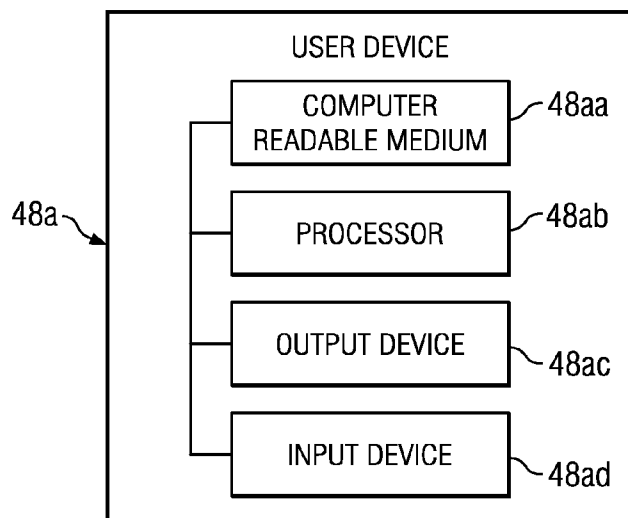 USER DEVICE
COMPUTER
READABLE MEDIUM
48aa
48a
PROCESSOR
48ab
OUTPUT DEVICE
48ac
INPUT DEVICE
48ad